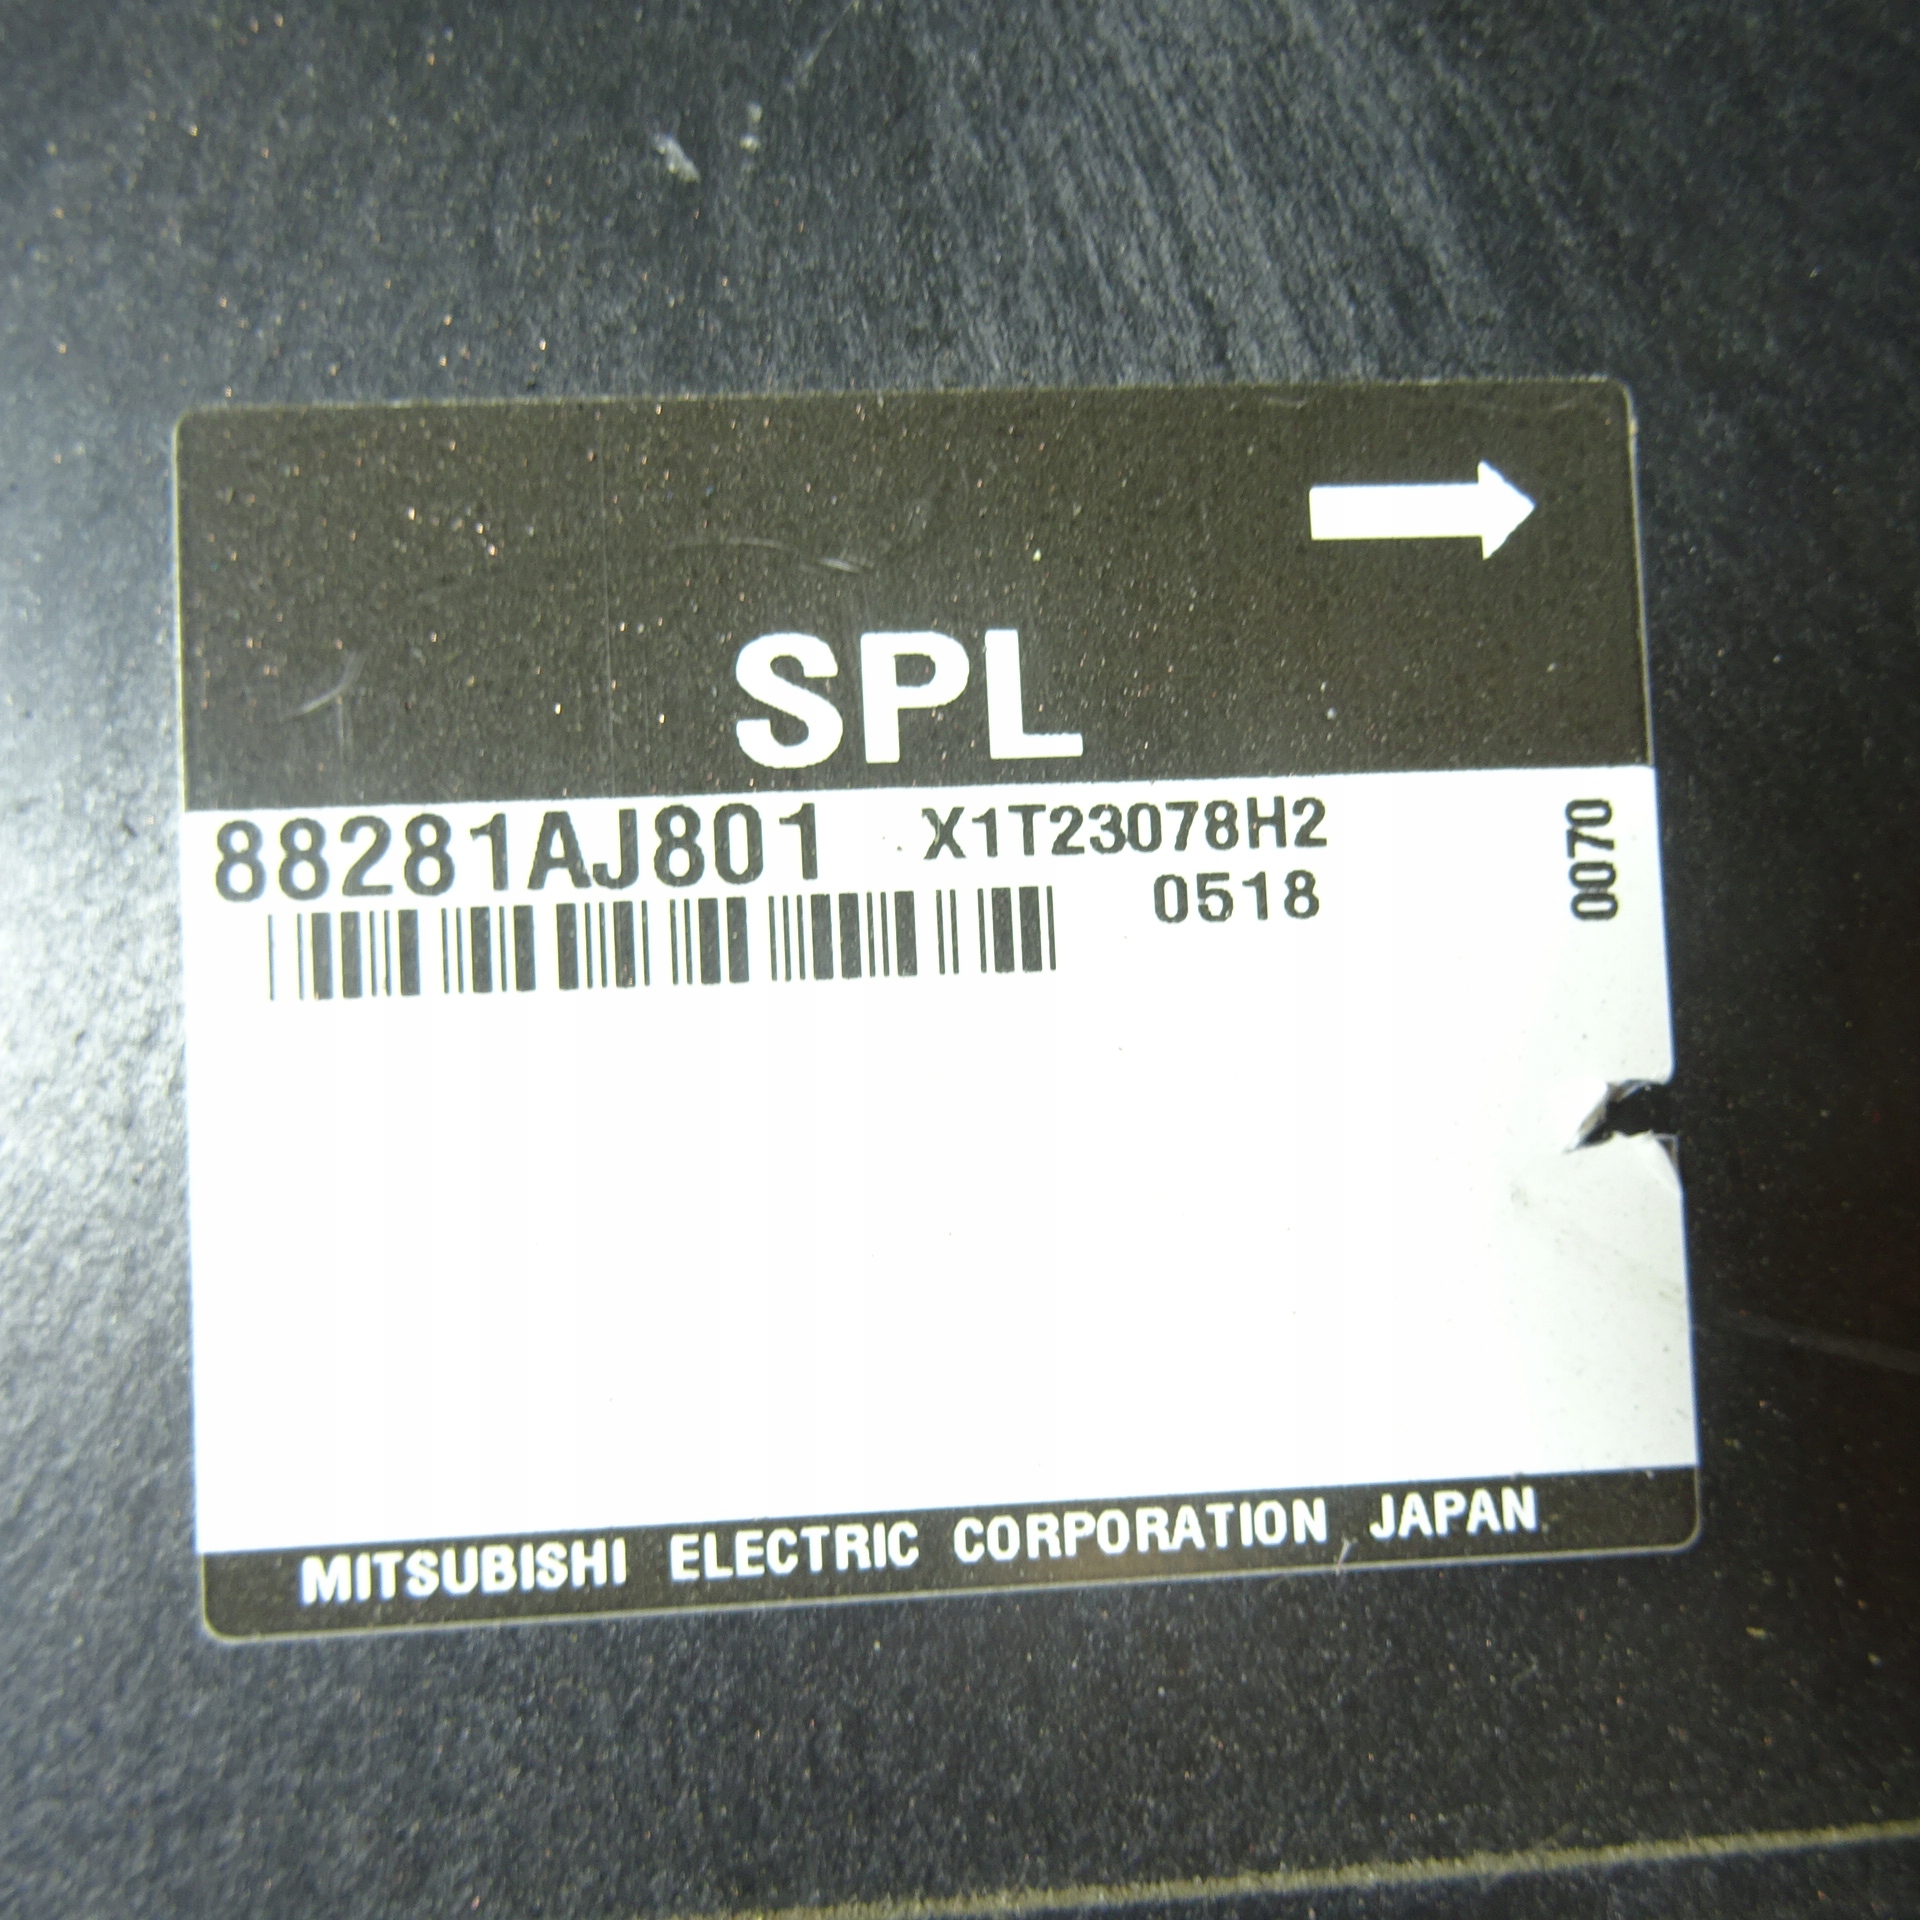 SPL
88281AJ801 X1T23078H2
0518
0070
MITSUBISHI ELECTRIC CORPORATION JAPAN